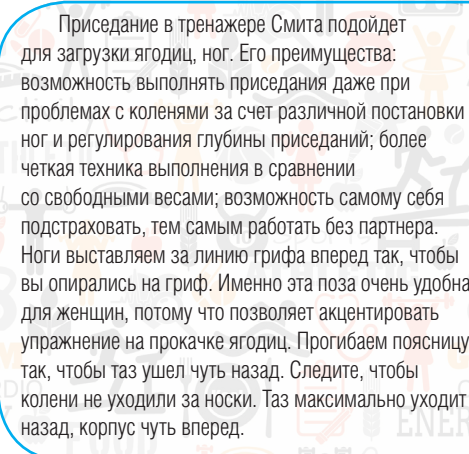 Приседание в тренажере Смита подойдет
для загрузки ягодиц, ног. Его преимущества:
возможность выполнять приседания даже при
проблемах с коленями за счет различной постановки
ног и регулирования глубины приседаний; более
четкая техника выполнения в сравнении
со свободными весами; возможность самому себя
подстраховать, тем самым работать без партнера.
Ноги выставляем за линию грифа вперед так, чтобы
вы опирались на гриф. Именно эта поза очень удобна
для женщин, потому что позволяет акцентировать
упражнение на прокачке ягодиц. Прогибаем поясницу
так, чтобы таз ушел чуть назад. Следите, чтобы
колени не уходили за носки. Таз максимально уходит
назад, корпус чуть вперед.